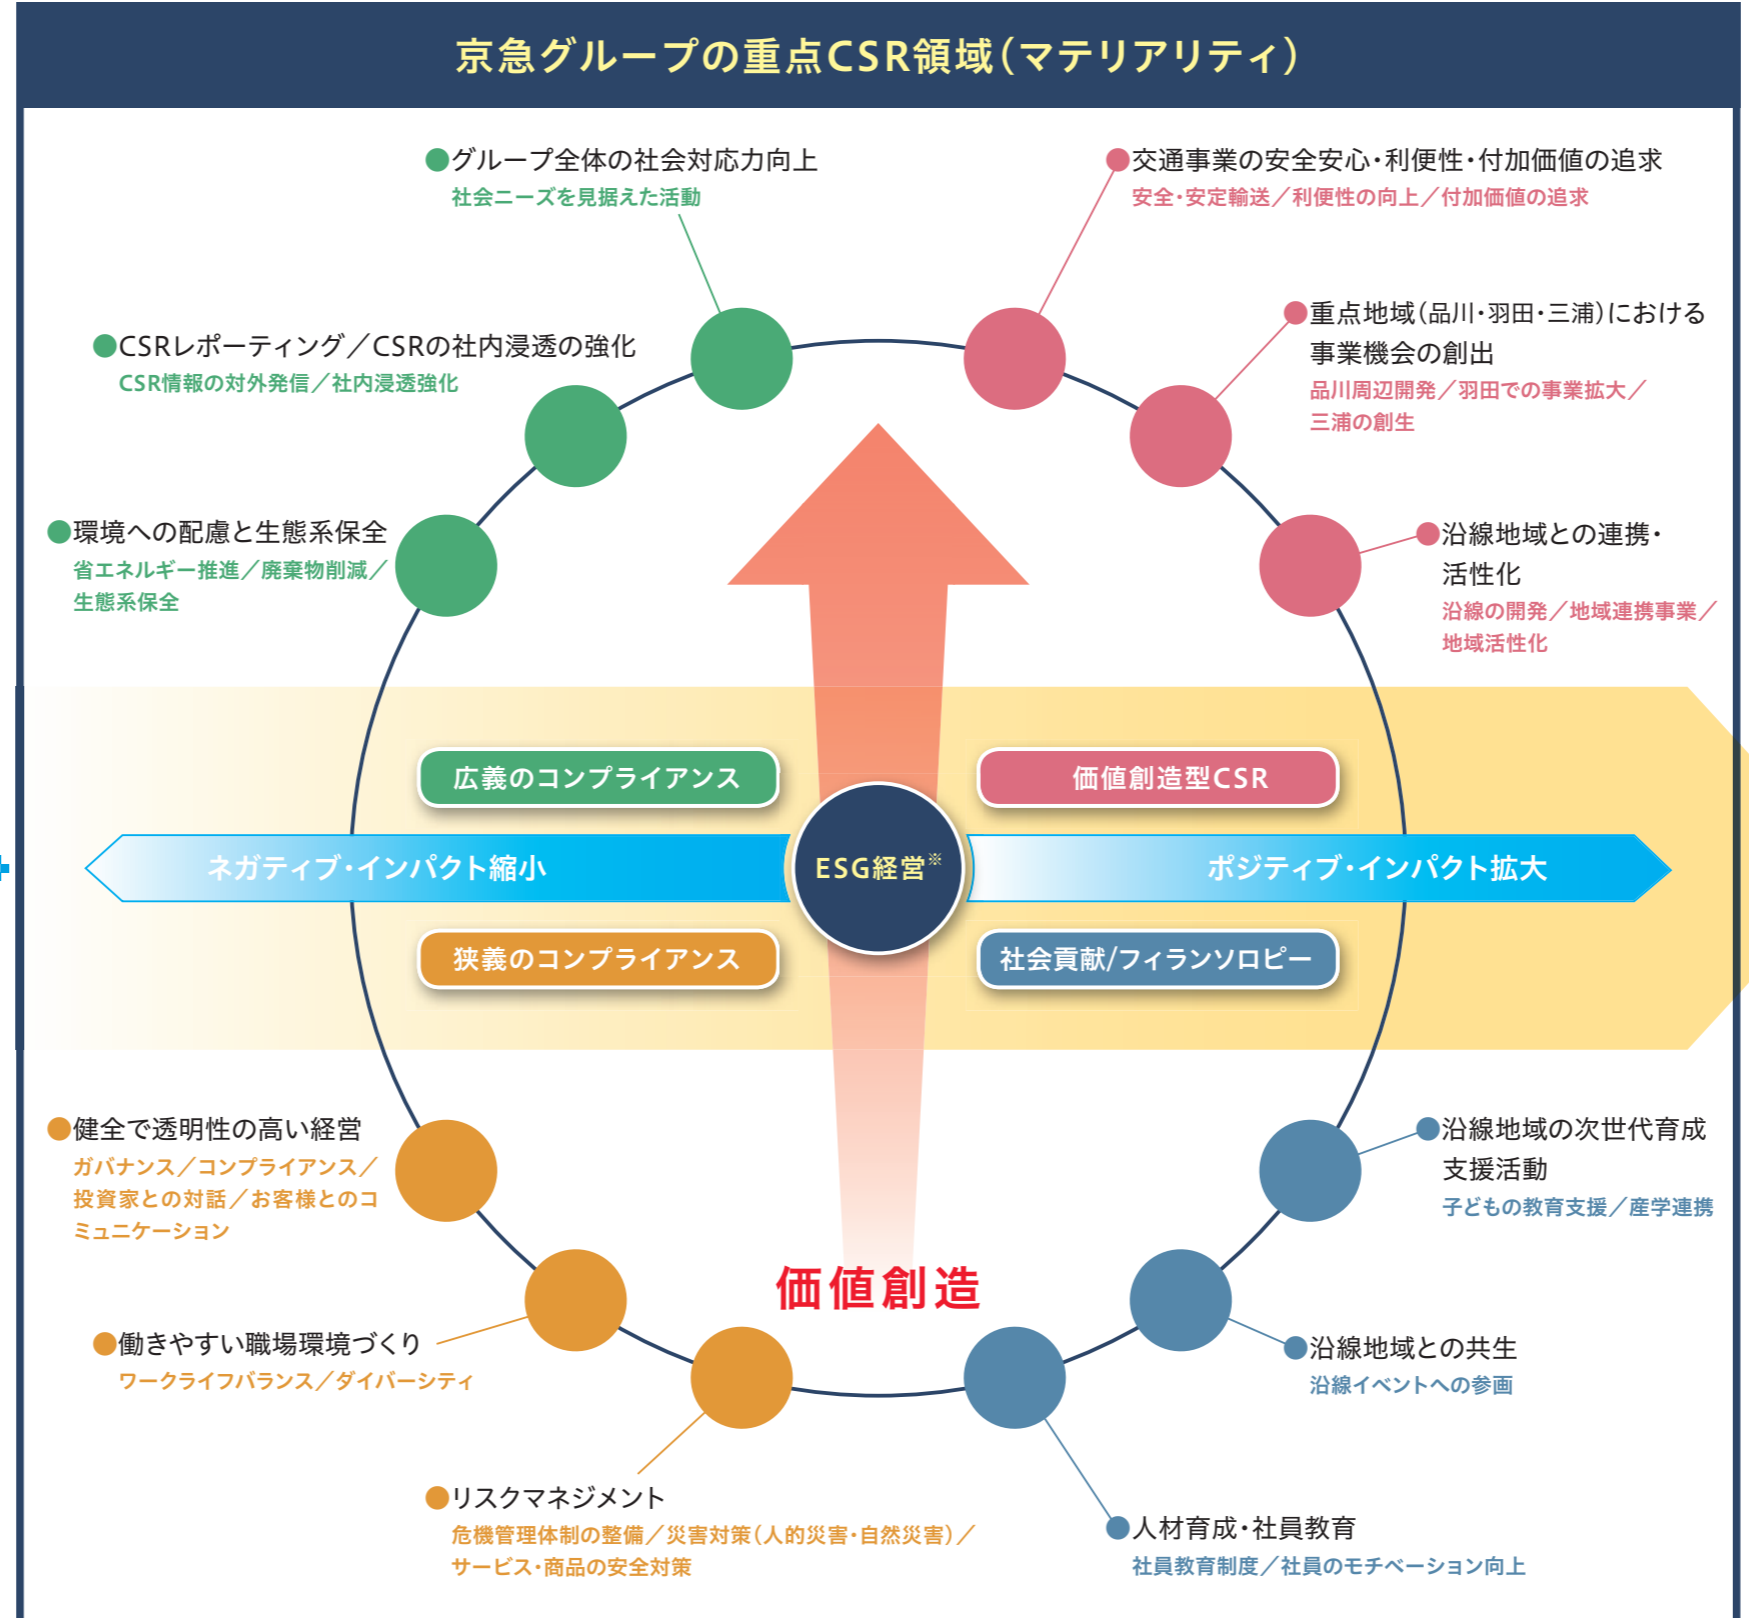 京急グループの重点CSR領域（マテリアリティ）
●グループ全体の社会対応力向上
社会ニーズを見据えた活動
●交通事業の安全安心・利便性・付加価値の追求
安全・安定輸送／利便性の向上／付加価値の追求
●CSRレポーティング／CSRの社内浸透の強化
CSR情報の対外発信／社内浸透強化
●重点地域（品川・羽田・三浦）における
事業機会の創出
品川周辺開発／羽田での事業拡大／
三浦の創生
●環境への配慮と生態系保全
省エネルギー推進／廃棄物削減／
生態系保全
●沿線地域との連携・
活性化
沿線の開発／地域連携事業／
地域活性化
広義のコンプライアンス
価値創造型CSR
ネガティブ・インパクト縮小
ESG経営※
ポジティブ・インパクト拡大
狭義のコンプライアンス
社会貢献/フィランソロピー
●健全で透明性の高い経営
ガバナンス／コンプライアンス／
投資家との対話／お客様とのコ
ミュニケーション
●沿線地域の次世代育成
支援活動
子どもの教育支援／産学連携
価値創造
●働きやすい職場環境づくり
ワークライフバランス／ダイバーシティ
●沿線地域との共生
沿線イベントへの参画
●リスクマネジメント
危機管理体制の整備／災害対策（人的災害・自然災害）／
サービス・商品の安全対策
●人材育成・社員教育
社員教育制度／社員のモチベーション向上